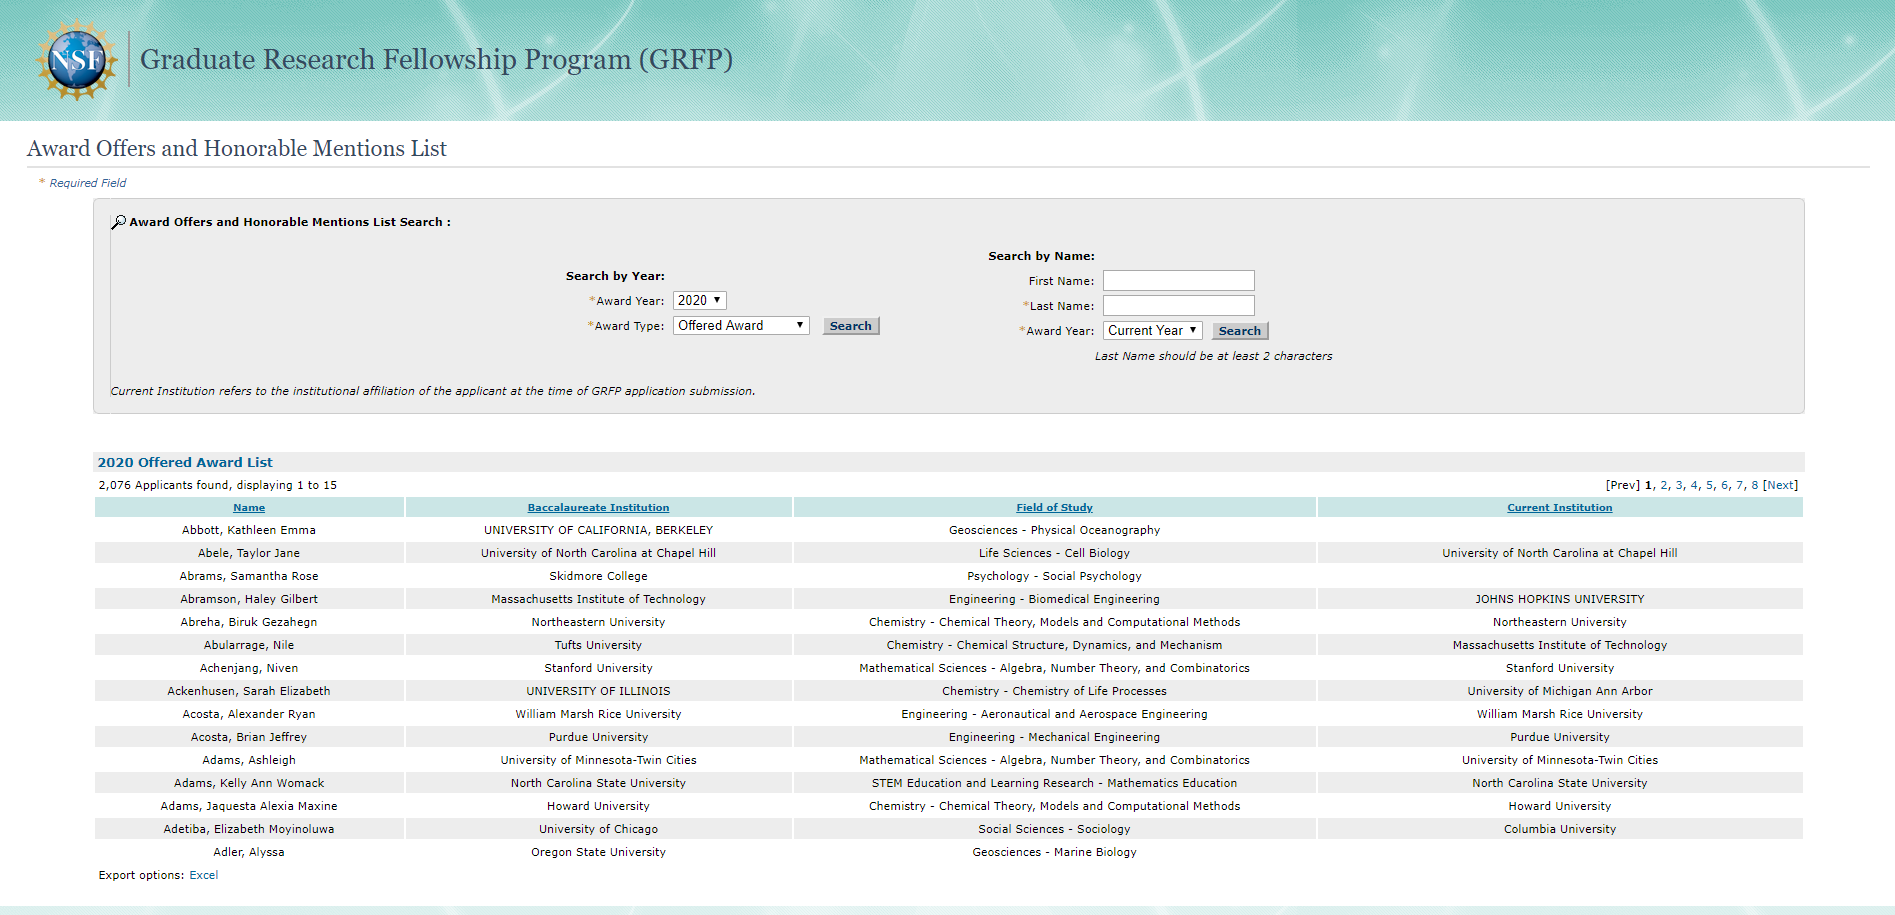 NSF
Graduate Research Fellowship Program (GRFP)
Award Offers and Honorable Mentions List
* Required Field
Award Offers and Honorable Mentions List Search :
Search by Year:
*Award Year: 2020
*Award Type: Offered Award Search
Search by Name:
First Name:
*Last Name:
*Award Year: Current Year Search
Last Name should be at least 2 characters
Current Institution refers to the institutional affiliation of the applicant at the time of GRFP application submission.
2020 Offered Award List
2,076 Applicants found, displaying 1 to 15 [Prev] 1, 2, 3, 4, 5, 6, 7, 8 [Next]
Name Baccalaureate Institution Field of Study Current Institution
Abbott, Kathleen Emma UNIVERSITY OF CALIFORNIA, BERKELEY Geosciences - Physical Oceanography
Abele, Taylor Jane University of North Carolina at Chapel Hill Life Sciences - Cell Biology University of North Carolina at Chapel Hill
Abrams, Samantha Rose Skidmore College Psychology - Social Psychology
Abramson, Haley Gilbert Massachusetts Institute of Technology Engineering - Biomedical Engineering JOHNS HOPKINS UNIVERSITY
Abreha, Biruk Gezahegn Northeastern University Chemistry - Chemical Theory, Models and Computational Methods Northeastern University
Abularrage, Nile Tufts University Chemistry - Chemical Structure, Dynamics, and Mechanism Massachusetts Institute of Technology
Achenjang, Niven Stanford University Mathematical Sciences - Algebra, Number Theory, and Combinatorics Stanford University
Ackenhusen, Sarah Elizabeth UNIVERSITY OF ILLINOIS Chemistry - Chemistry of Life Processes University of Michigan Ann Arbor
Acosta, Alexander Ryan William Marsh Rice University Engineering - Aeronautical and Aerospace Engineering William Marsh Rice University
Acosta, Brian Jeffrey Purdue University Engineering - Mechanical Engineering Purdue University
Adams, Ashleigh University of Minnesota-Twin Cities Mathematical Sciences - Algebra, Number Theory, and Combinatorics University of Minnesota-Twin Cities
Adams, Kelly Ann Womack North Carolina State University STEM Education and Learning Research - Mathematics Education North Carolina State University
Adams, Jaquesta Alexia Maxine Howard University Chemistry - Chemical Theory, Models and Computational Methods Howard University
Adetiba, Elizabeth Moyinoluwa University of Chicago Social Sciences - Sociology Columbia University
Adler, Alyssa Oregon State University Geosciences - Marine Biology
Export options: Excel